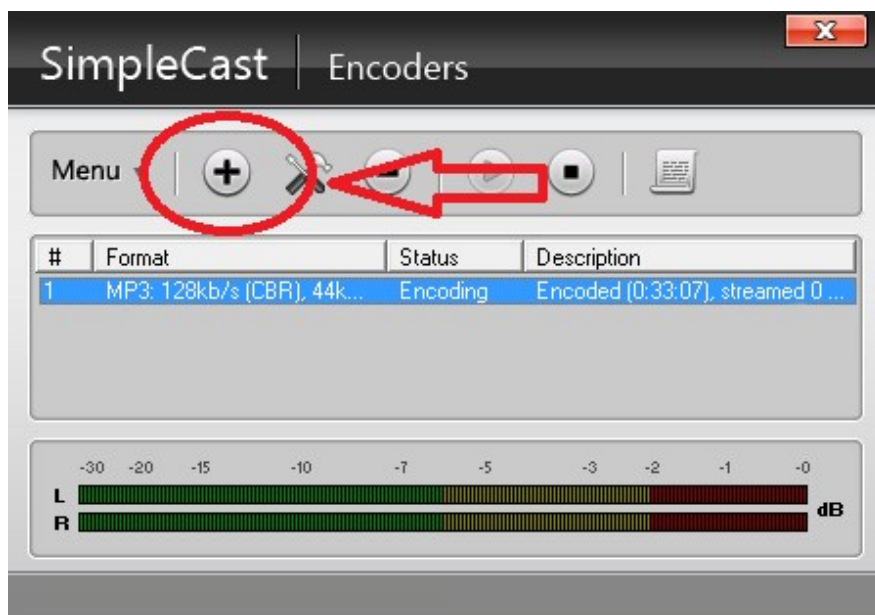 SimpleCast Encoders
Menu
# Format Status Description
1 MP3: 128kb/s (CBR), 44k... Encoding Encoded (0:33:07), streamed 0 ...
-30 -20 -15 -10 -7 -5 -3 -2 -1 -0
L
dB
R